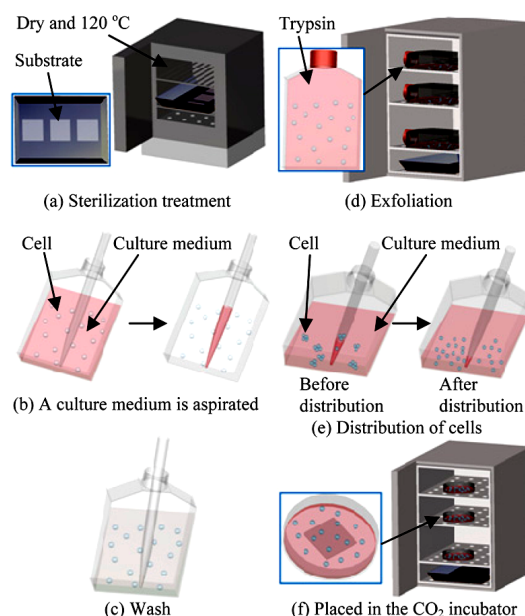 Dry and 120 °C
Substrate
(a) Sterilization treatment
Trypsin
(d) Exfoliation
Cell
Culture medium
(b) A culture medium is aspirated
Cell
Culture medium
Before
distribution
After
distribution
(e) Distribution of cells
(c) Wash
(f) Placed in the CO₂ incubator